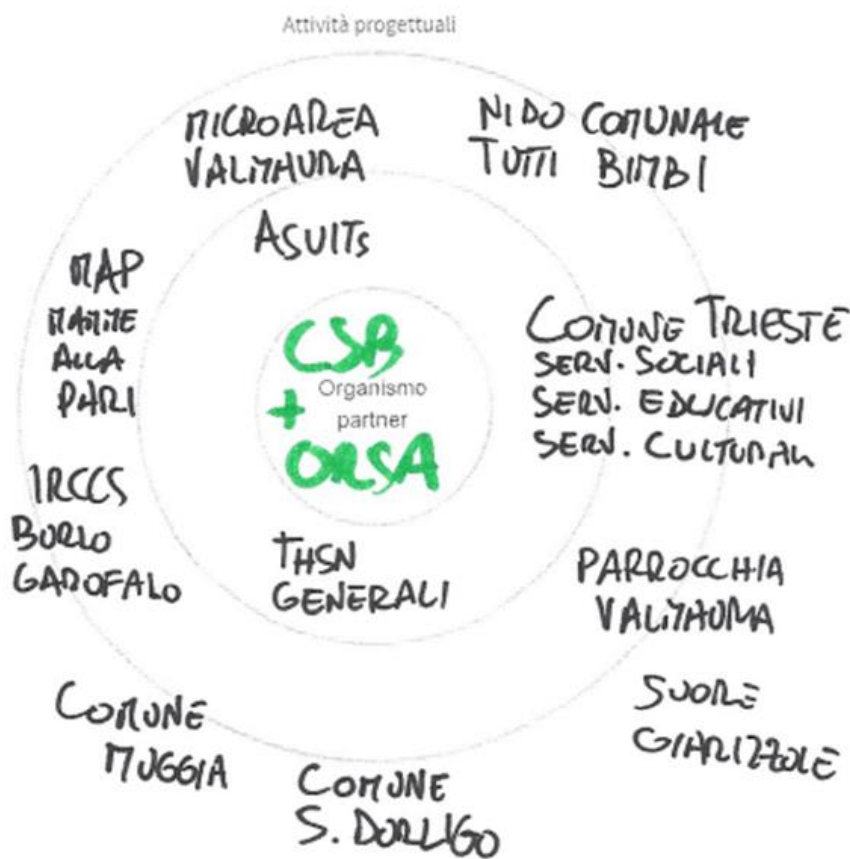 Attività progettuali
MICROAREA
VALMAURA
NIDO COMUNALE
TUTTI BIMBI
ASUITs
MAP
MAMME
ALLA
PARI
CSB
+
Organismo
partner
ORSA
COMUNE TRIESTE
SERV. SOCIALI
SERV. EDUCATIVI
SERV. CULTURALI
IRCCS
BURLO
GAROFALO
THSN
GENERALI
PARROCCHIA
VALMAURA
SUORE
GIARIZZOLE
COMUNE
MUGGIA
COMUNE
S. DORLIGO